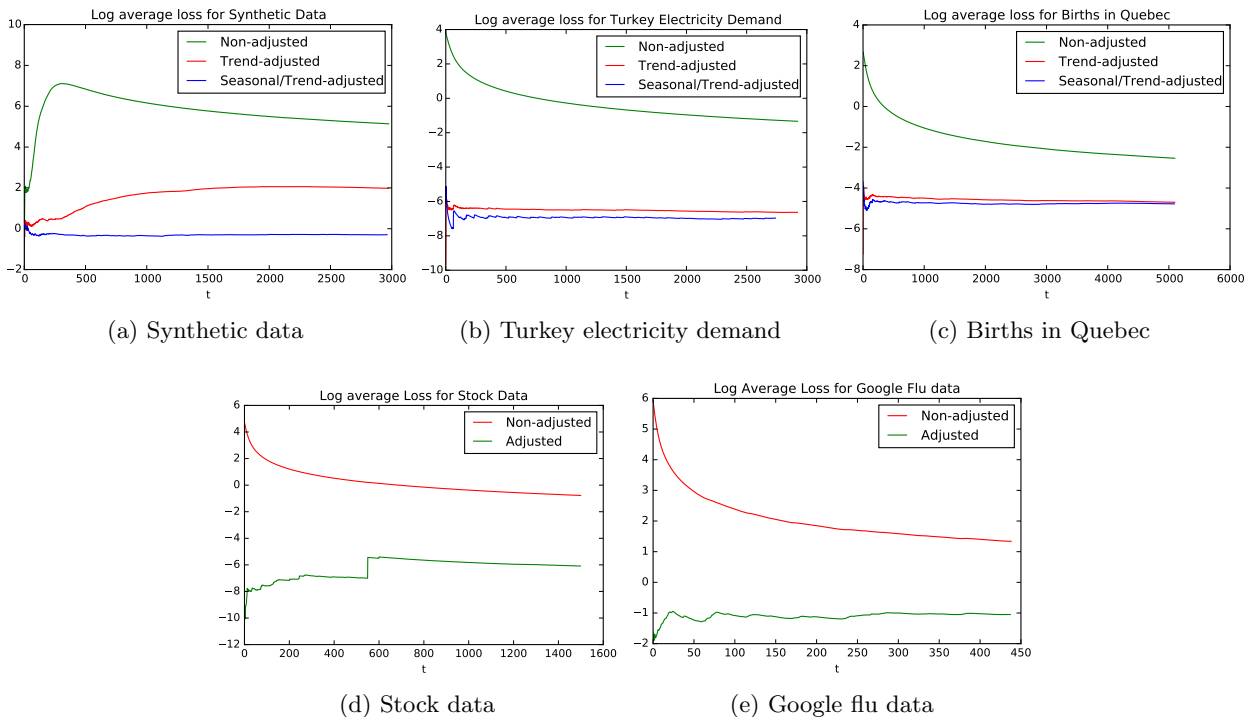 Log average loss for Synthetic Data
10
8
6
4
2
0
−2
0 500 1000 1500 2000 2500 3000
t
Non-adjusted
Trend-adjusted
Seasonal/Trend-adjusted
(a) Synthetic data
Log average loss for Turkey Electricity Demand
4
2
0
−2
−4
−6
−8
−10
0 500 1000 1500 2000 2500 3000
t
Non-adjusted
Trend-adjusted
Seasonal/Trend-adjusted
(b) Turkey electricity demand
Log average loss for Births in Quebec
4
2
0
−2
−4
−6
−8
0 1000 2000 3000 4000 5000 6000
t
Non-adjusted
Trend-adjusted
Seasonal/Trend-adjusted
(c) Births in Quebec
Log average Loss for Stock Data
6
4
2
0
−2
−4
−6
−8
−10
−12
0 200 400 600 800 1000 1200 1400 1600
t
Non-adjusted
Adjusted
(d) Stock data
Log Average Loss for Google Flu data
6
5
4
3
2
1
0
−1
−2
0 50 100 150 200 250 300 350 400 450
t
Non-adjusted
Adjusted
(e) Google flu data